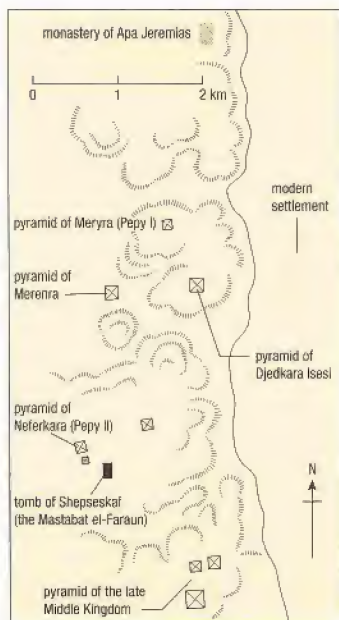 monastery of Apa Jeremias
0 1 2 km
modern
settlement
pyramid of Meryra (Pepy I)
pyramid of
Merenra
pyramid of
Djedkara Isesi
pyramid of
Neferkara (Pepy II)
N
tomb of Shepseskaf
(the Mastabat el-Faraun)
pyramid of the late
Middle Kingdom